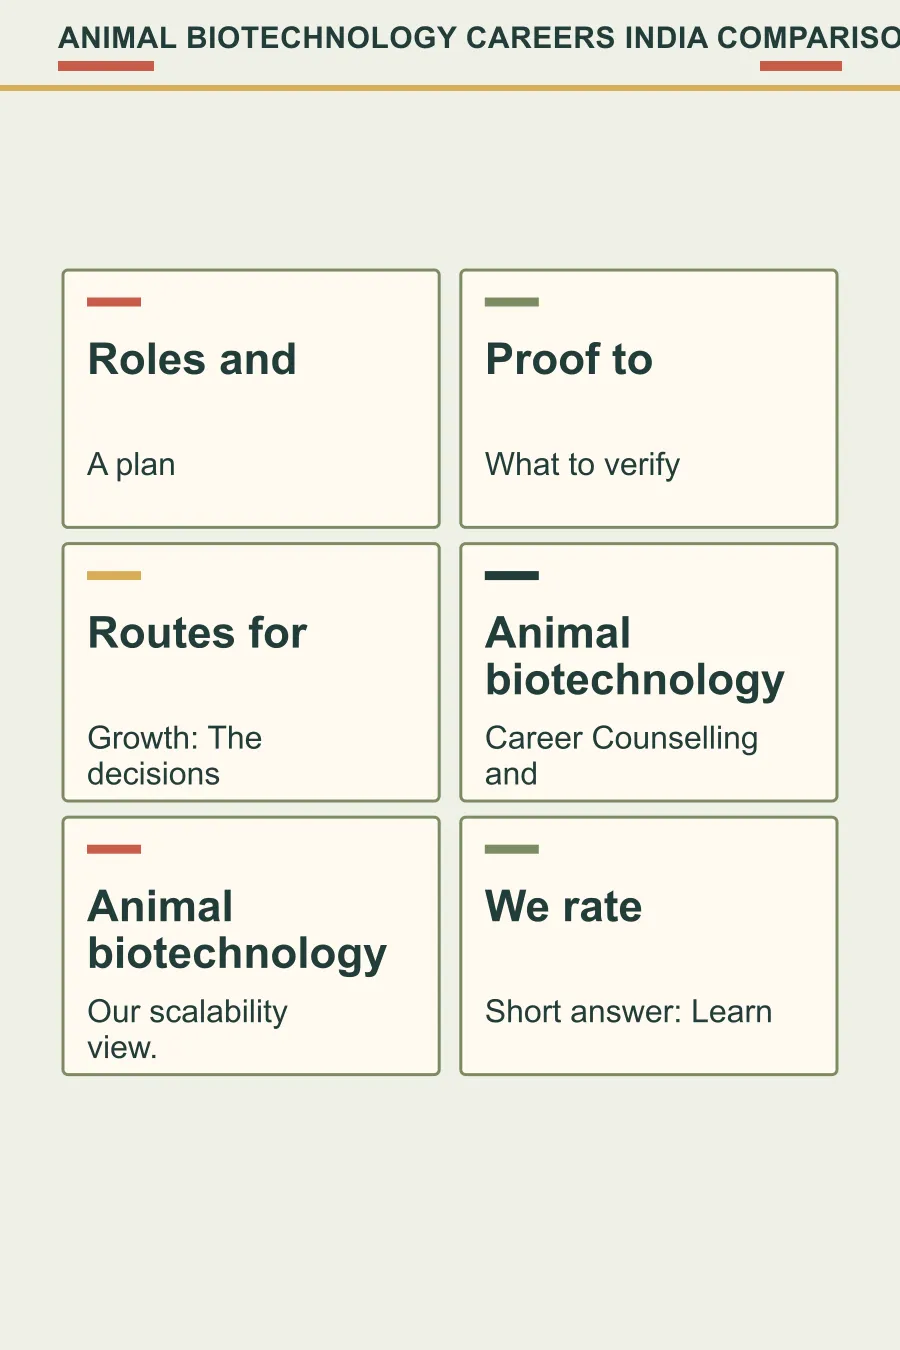 ANIMAL BIOTECHNOLOGY CAREERS INDIA COMPARISO
Roles and
A plan
Proof to
What to verify
Routes for
Growth: The
decisions
Animal
biotechnology
Career Counselling
and
Animal
biotechnology
Our scalability
view.
We rate
Short answer: Learn